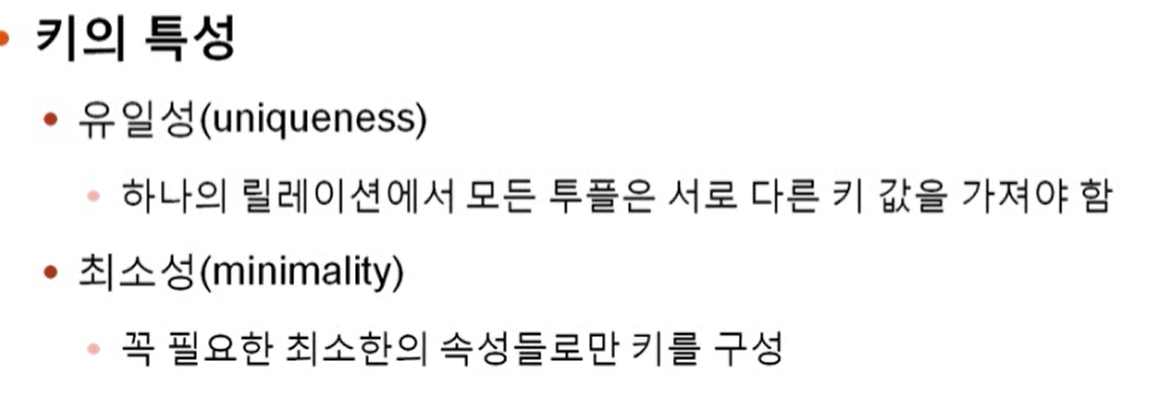 키의 특성
유일성(uniqueness)
하나의 릴레이션에서 모든 투플은 서로 다른 키 값을 가져야 함
최소성(minimality)
꼭 필요한 최소한의 속성들로만 키를 구성